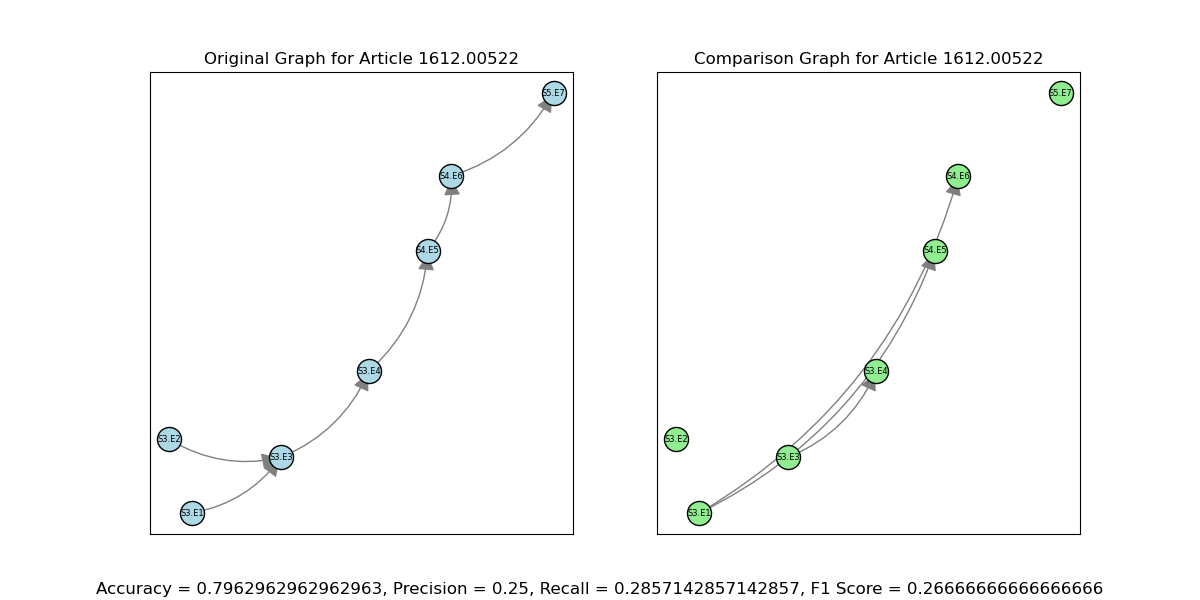 Original Graph for Article 1612.00522
Comparison Graph for Article 1612.00522
S5.E7
S5.E7
S4.E6
S4.E6
S4.E5
S4.E5
S3.E4
S3.E4
S3.E2
S3.E2
S3.E3
S3.E3
S3.E1
S3.E1
Accuracy = 0.7962962962962963, Precision = 0.25, Recall = 0.2857142857142857, F1 Score = 0.26666666666666666